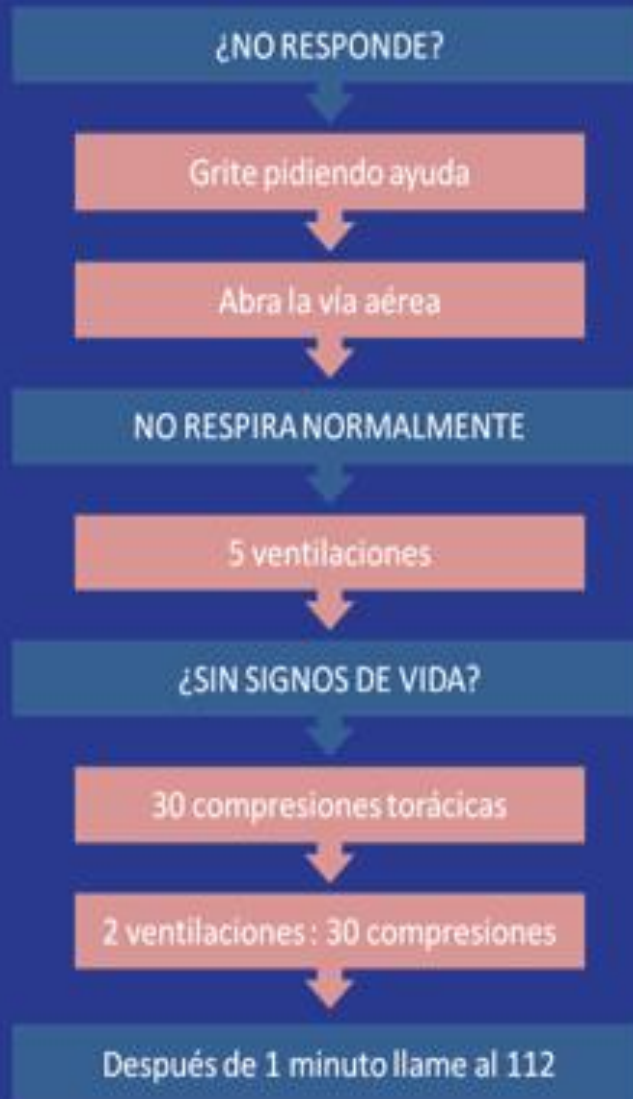 ¿NO RESPONDE?
Grite pidiendo ayuda
Abra la vía aérea
NO RESPIRA NORMALMENTE
5 ventilaciones
¿SIN SIGNOS DE VIDA?
30 compresiones torácicas
2 ventilaciones : 30 compresiones
Después de 1 minuto llame al 112